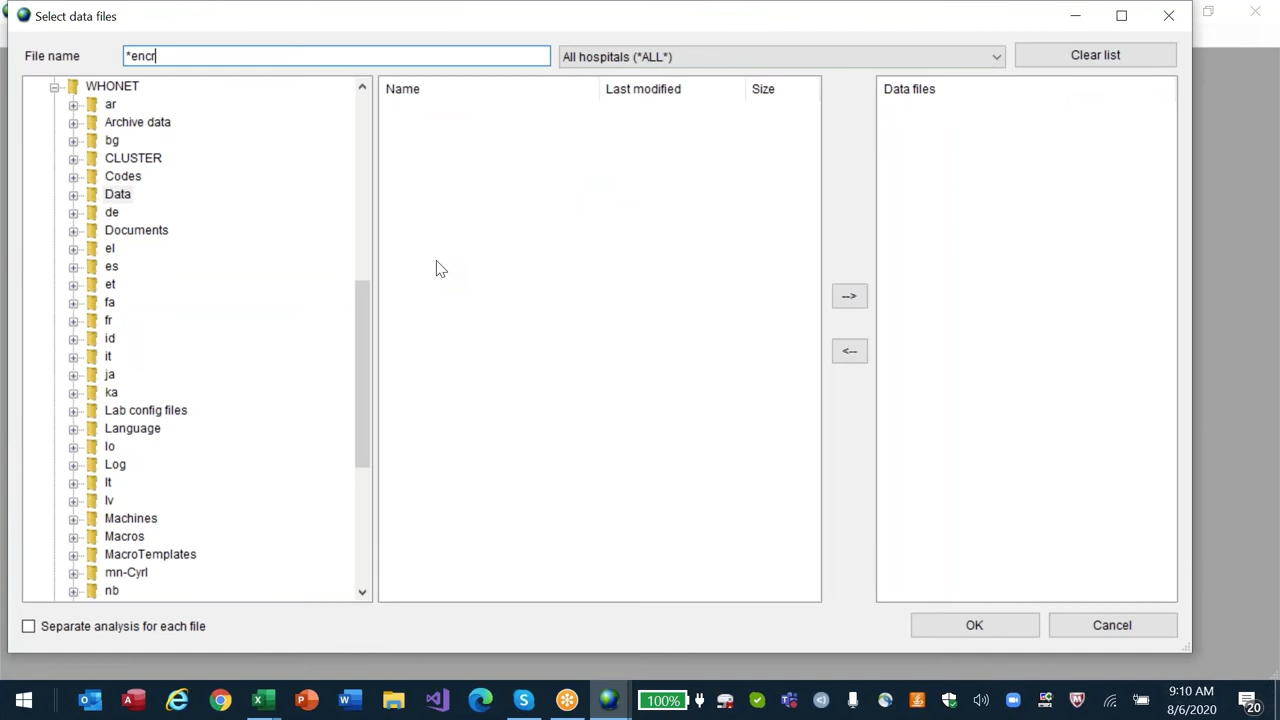 Select data files
File name
*encr
All hospitals (*ALL*)
Clear list
WHONET
ar
Archive data
bg
CLUSTER
Codes
Data
de
Documents
el
es
et
fa
fr
id
it
ja
ka
Lab config files
Language
lo
Log
lt
lv
Machines
Macros
MacroTemplates
mn-Cyrl
nb
Name
Last modified
Size
-->
<--
Data files
Separate analysis for each file
OK
Cancel
100%
9:10 AM
8/6/2020
20